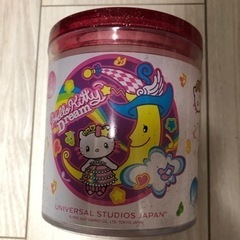 Hello Kitty
Dream
UNIVERSAL STUDIOS JAPAN